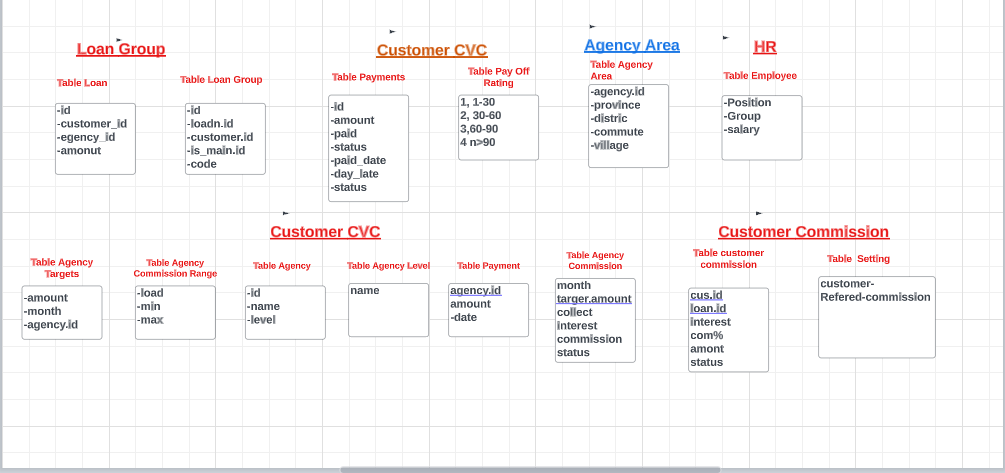 Loan Group
Table Loan
-id
-customer_id
-egency_id
-amonut
Table Loan Group
-id
-loadn.id
-customer.id
-is_main.id
-code
Customer CVC
Table Payments
-id
-amount
-paid
-status
-paid_date
-day_late
-status
Table Pay Off
Rating
1, 1-30
2, 30-60
3,60-90
4 n>90
Agency Area
Table Agency
Area
-agency.id
-province
-distric
-commute
-village
HR
Table Employee
-Position
-Group
-salary
Customer CVC
Table Agency
Targets
-amount
-month
-agency.id
Table Agency
Commission Range
-load
-min
-max
Table Agency
-id
-name
-level
Table Agency Level
name
Table Payment
agency.id
amount
-date
Table Agency
Commission
month
targer.amount
collect
interest
commission
status
Customer Commission
Table customer
commission
cus.id
loan.id
interest
com%
amont
status
Table Setting
customer-
Refered-commission